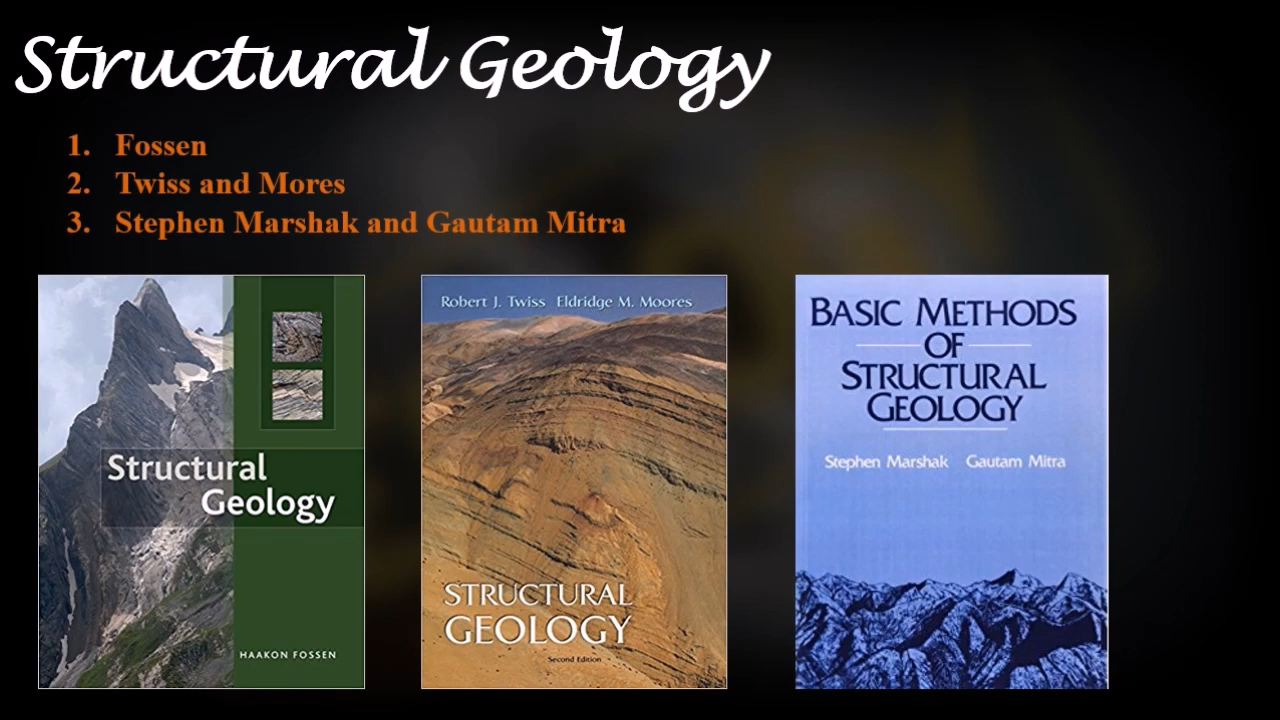 Structural Geology
1. Fossen
2. Twiss and Mores
3. Stephen Marshak and Gautam Mitra
Structural
Geology
HAAKON FOSSEN
Robert J. Twiss Eldridge M. Moores
STRUCTURAL
GEOLOGY
Second Edition
BASIC METHODS
OF
STRUCTURAL
GEOLOGY
Stephen Marshak Gautam Mitra